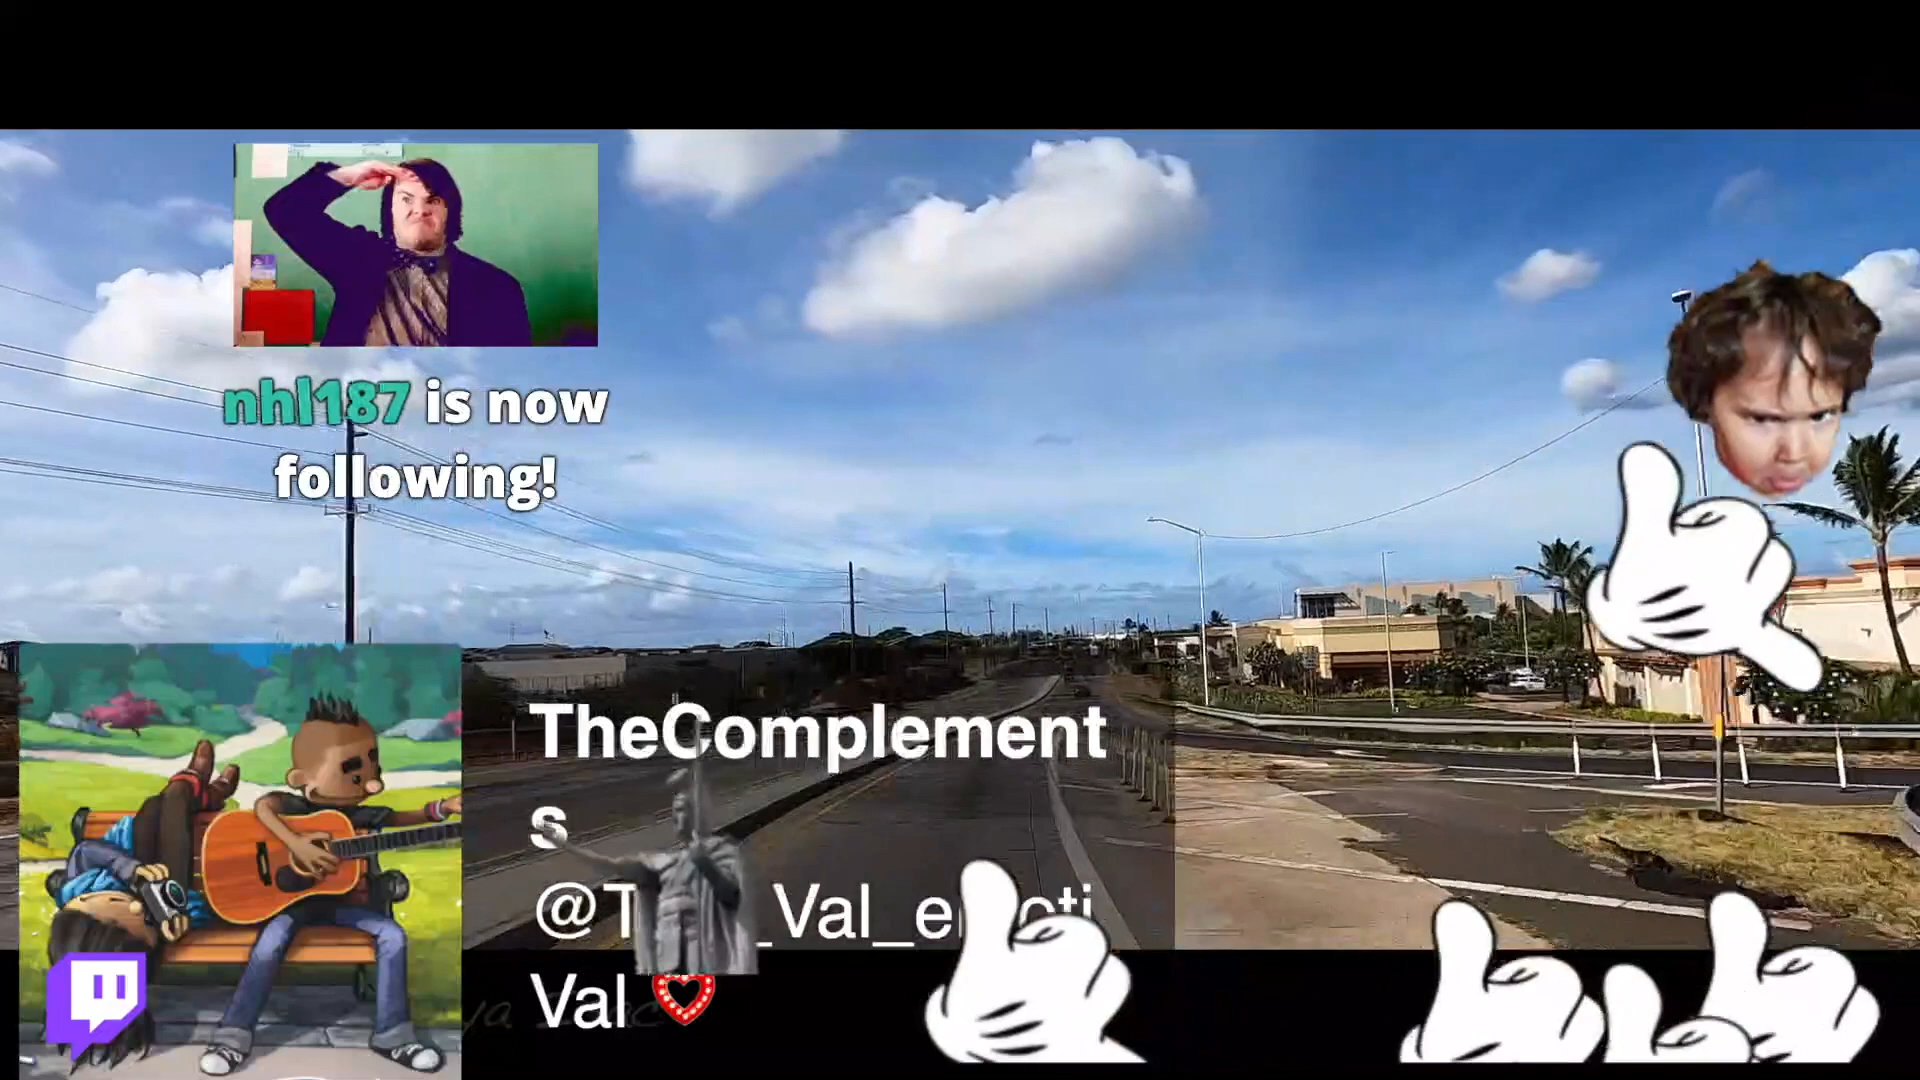 nhl187 is now
following!
TheComplement
s
Val